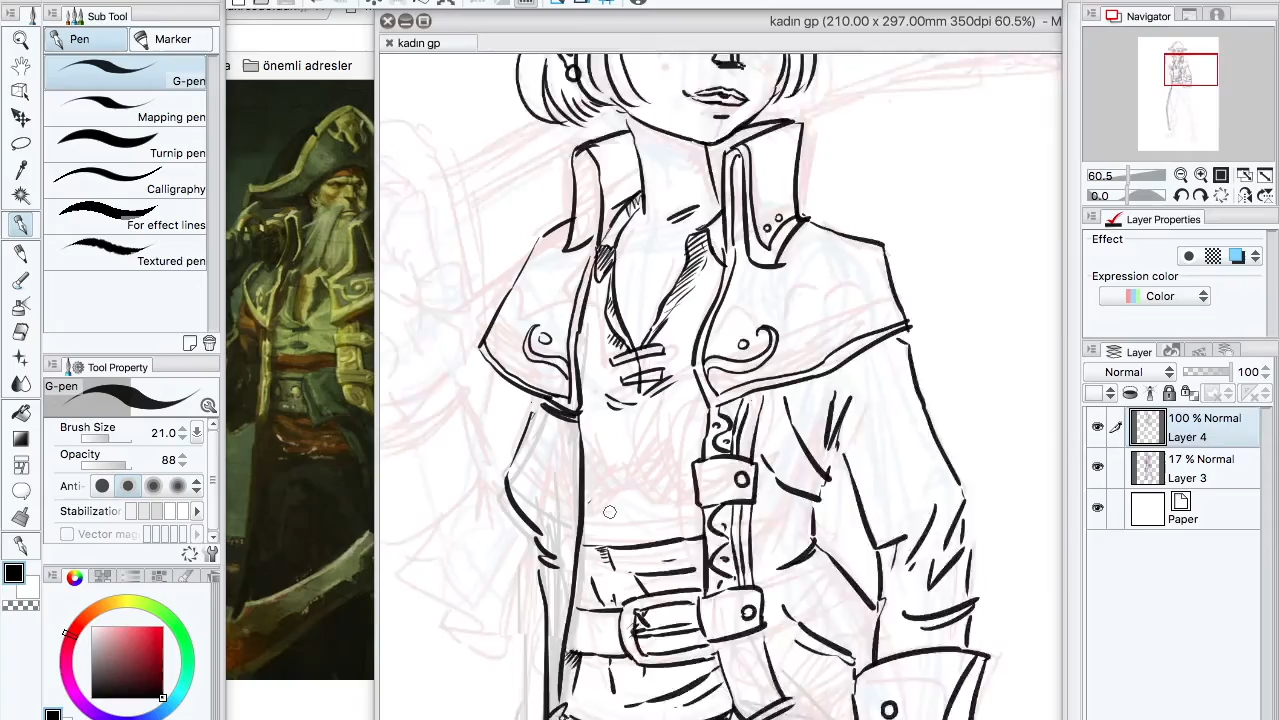 Sub Tool
Pen
Marker
G-pen
Mapping pen
Turnip pen
Calligraphy
For effect lines
Textured pen
Tool Property
G-pen
Brush Size
21.0
Opacity
88
Anti-
Stabilization
Vector mag
önemli adresler
kadın gp (210.00 x 297.00mm 350dpi 60.5%) - M
kadın gp
Navigator
60.5
0.0
Layer Properties
Effect
Expression color
Color
Layer
Normal
100
100 % Normal
Layer 4
17 % Normal
Layer 3
Paper